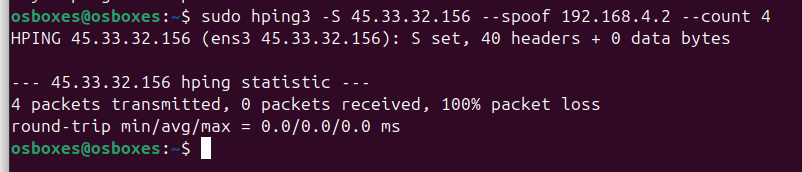 osboxes@osboxes:~$ sudo hping3 -S 45.33.32.156 --spoof 192.168.4.2 --count 4
HPING 45.33.32.156 (ens3 45.33.32.156): S set, 40 headers + 0 data bytes
--- 45.33.32.156 hping statistic ---
4 packets transmitted, 0 packets received, 100% packet loss
round-trip min/avg/max = 0.0/0.0/0.0 ms
osboxes@osboxes:~$